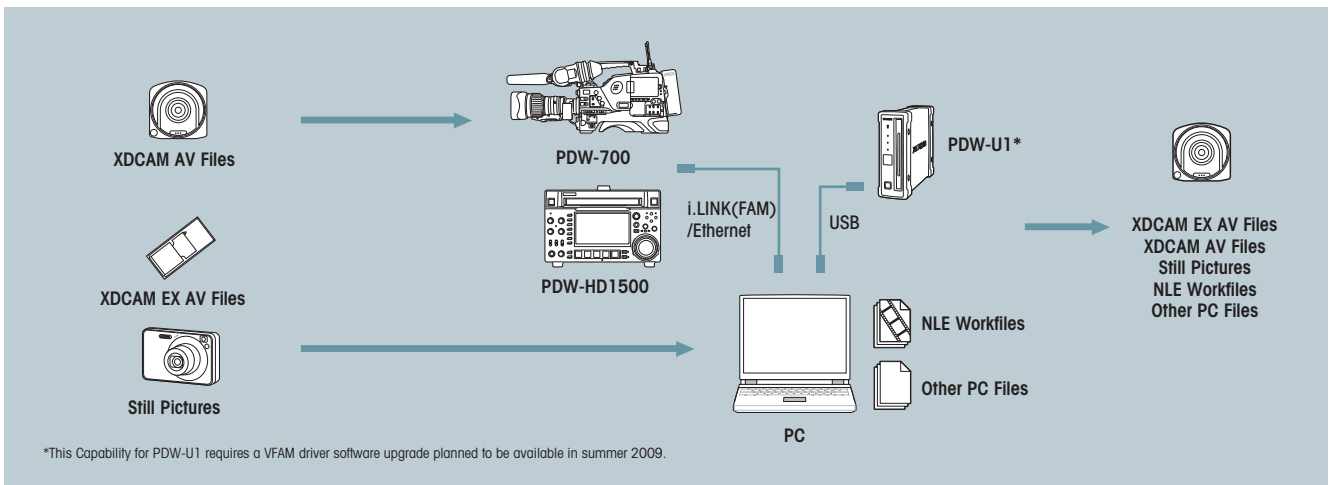 XDCAM AV Files
PDW-700
PDW-U1*
i.LINK(FAM)
/Ethernet
USB
XDCAM EX AV Files
XDCAM AV Files
Still Pictures
NLE Workfiles
Other PC Files
XDCAM EX AV Files
PDW-HD1500
NLE Workfiles
Still Pictures
Other PC Files
PC
*This Capability for PDW-U1 requires a VFAM driver software upgrade planned to be available in summer 2009.